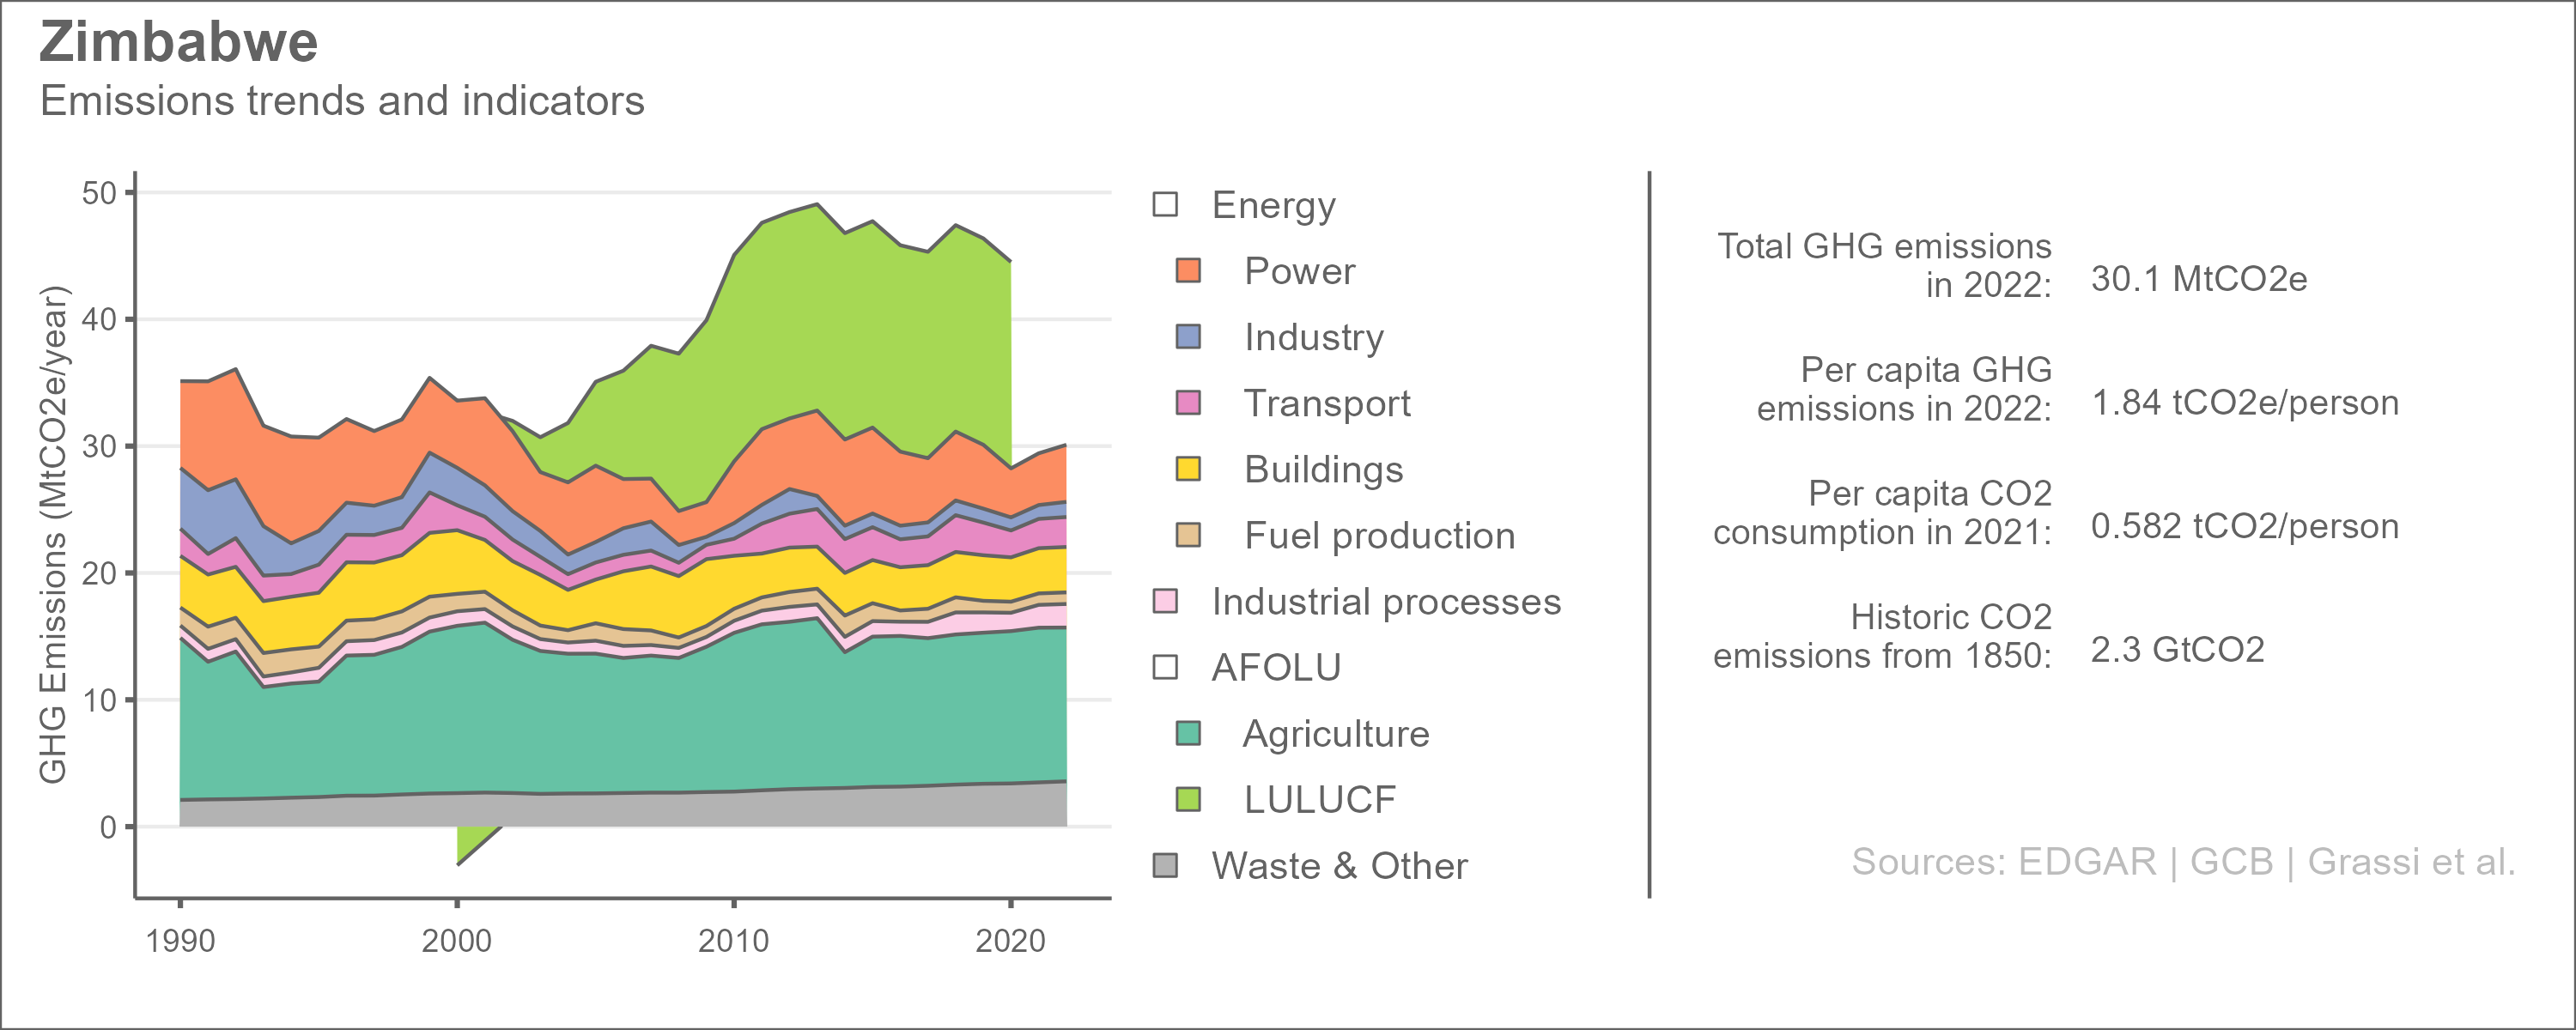 Zimbabwe
Emissions trends and indicators
GHG Emissions (MtCO2e/year)
50
40
30
20
10
0
1990
2000
2010
2020
Energy
Power
Industry
Transport
Buildings
Fuel production
Industrial processes
AFOLU
Agriculture
LULUCF
Waste & Other
Total GHG emissions
in 2022:
30.1 MtCO2e
Per capita GHG
emissions in 2022:
1.84 tCO2e/person
Per capita CO2
consumption in 2021:
0.582 tCO2/person
Historic CO2
emissions from 1850:
2.3 GtCO2
Sources: EDGAR | GCB | Grassi et al.